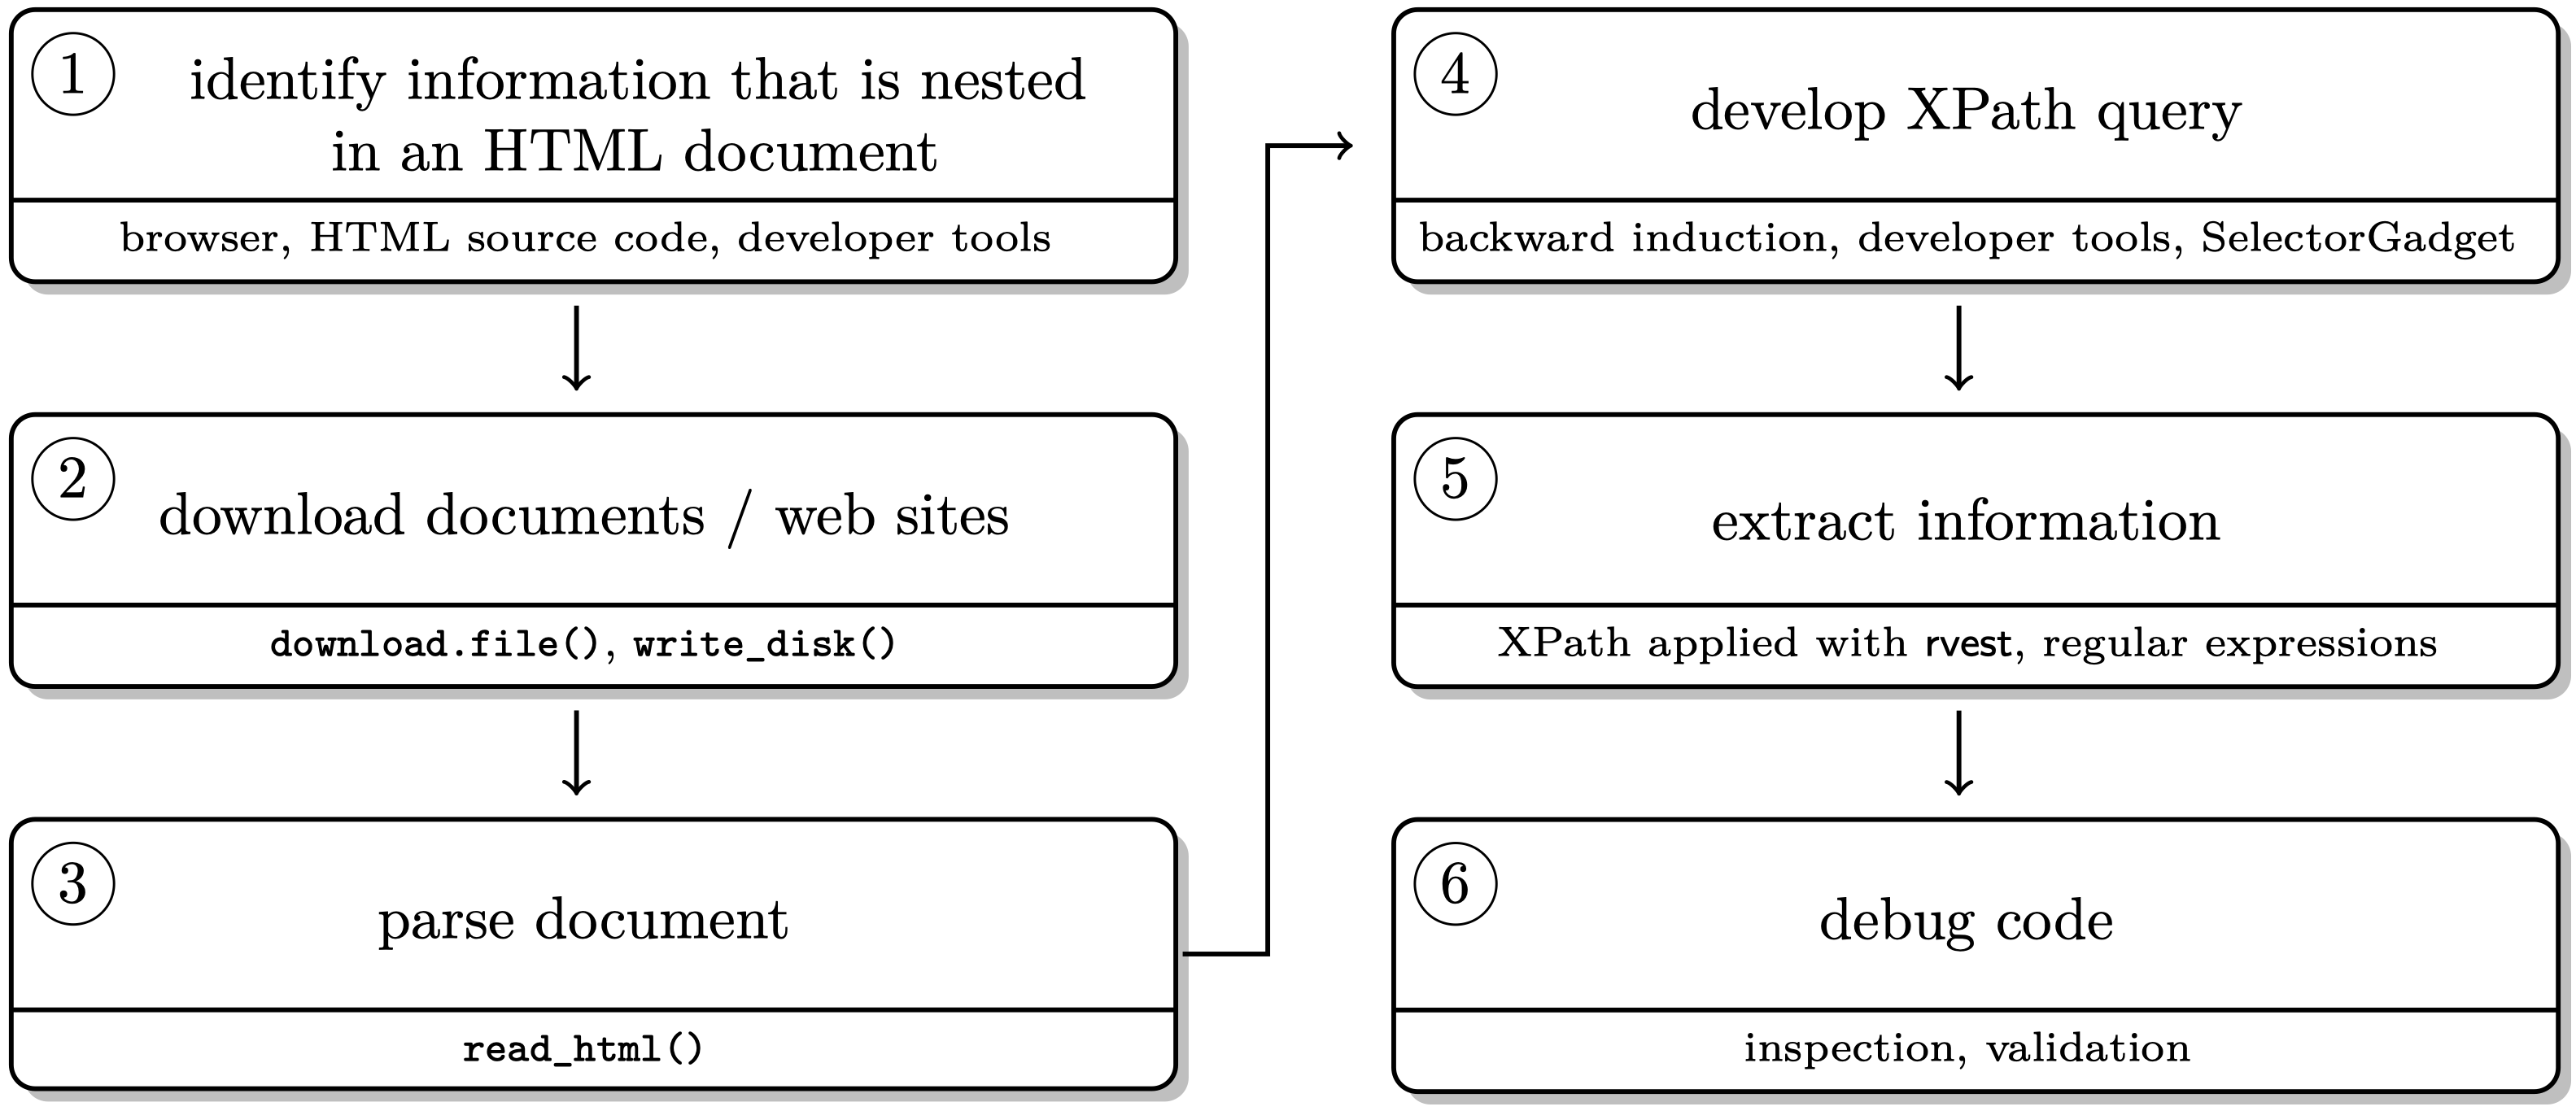 1
identify information that is nested
in an HTML document
browser, HTML source code, developer tools
2
download documents / web sites
download.file(), write_disk()
3
parse document
read_html()
4
develop XPath query
backward induction, developer tools, SelectorGadget
5
extract information
XPath applied with rvest, regular expressions
6
debug code
inspection, validation